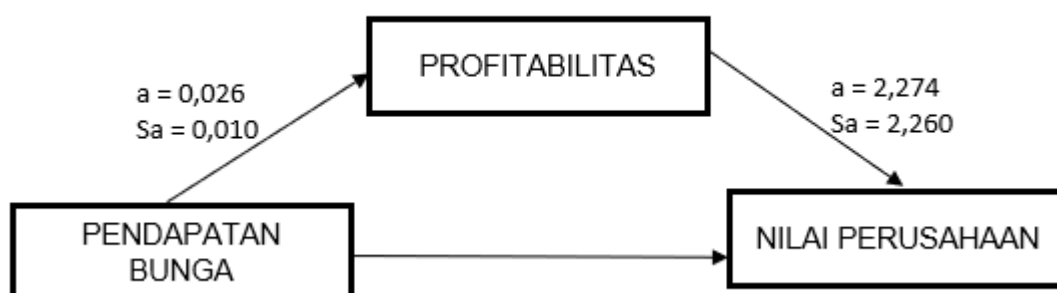 PROFITABILITAS
a = 0,026
Sa = 0,010
a = 2,274
Sa = 2,260
PENDAPATAN
BUNGA
NILAI PERUSAHAAN